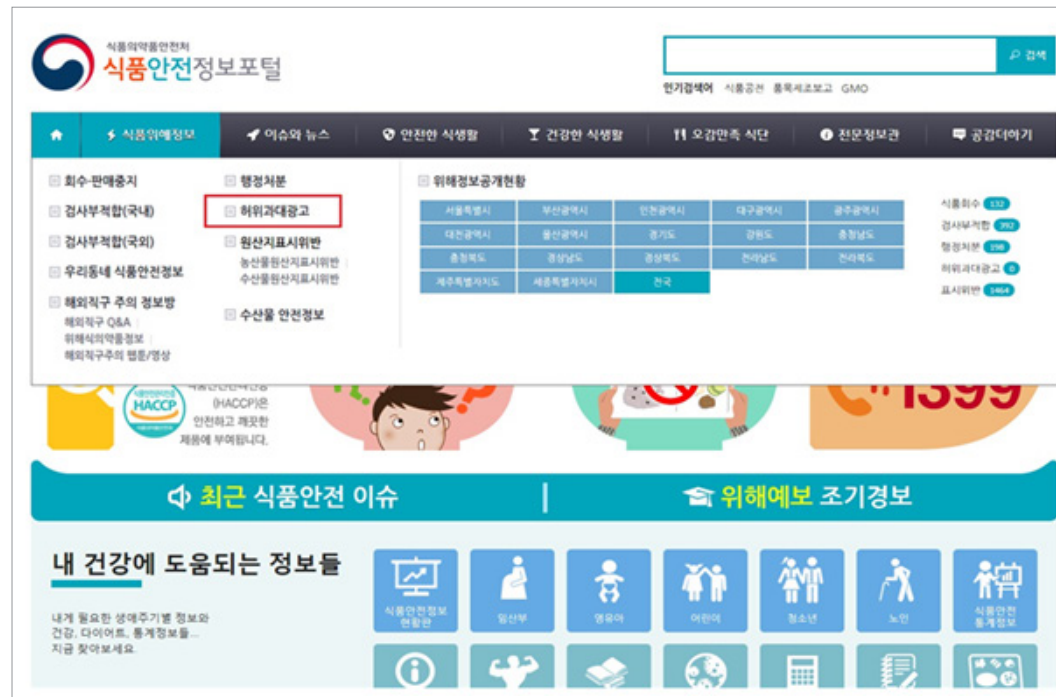 식품의약품안전처
식품안전정보포털
검색
인기검색어 식품공전 품목제조보고 GMO
식품위해정보 이슈와 뉴스 안전한 식생활 건강한 식생활 오감만족 식단 전문정보관 공감더하기
회수·판매중지
검사부적합(국내)
검사부적합(국외)
우리동네 식품안전정보
해외직구 주의 정보방
해외직구 Q&A
위해식의약품정보
해외직구주의 웹툰/영상
행정처분
허위과대광고
원산지표시위반
농산물원산지표시위반
수산물원산지표시위반
수산물 안전정보
위해정보공개현황
서울특별시 부산광역시 인천광역시 대구광역시 광주광역시
대전광역시 울산광역시 경기도 강원도 충청남도
충청북도 경상남도 경상북도 전라남도 전라북도
제주특별자치도 세종특별자치시 전국
식품회수 132
검사부적합 392
행정처분 198
허위과대광고 0
표시위반 1464
HACCP
(HACCP)은
안전하고 깨끗한
제품에 부여됩니다.
1399
최근 식품안전 이슈 | 위해예보 조기경보
내 건강에 도움되는 정보들
내게 필요한 생애주기별 정보와
건강, 다이어트, 통계정보들...
지금 찾아보세요.
식품안전정보
현황판
임산부
영유아
어린이
청소년
노인
식품안전
통계정보